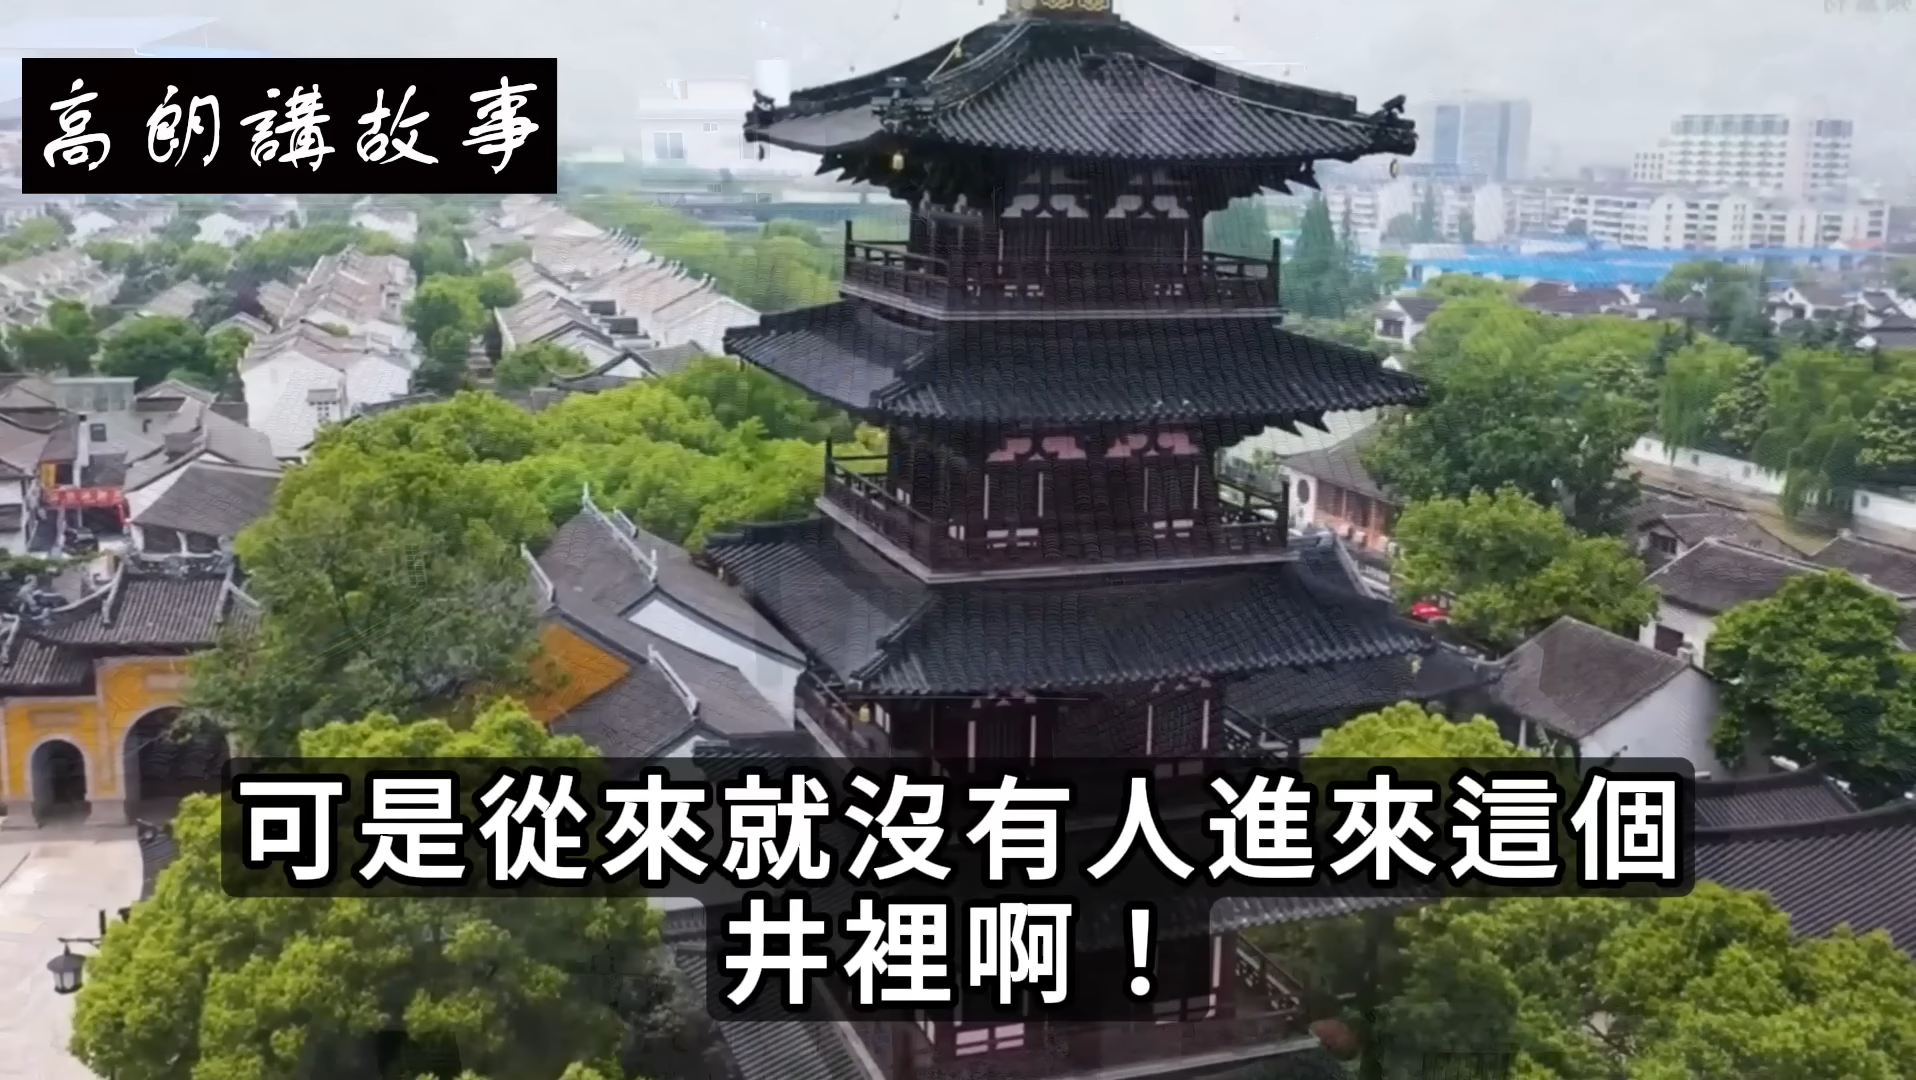 高朗講故事
可是從來就沒有人進來這個
井裡啊！